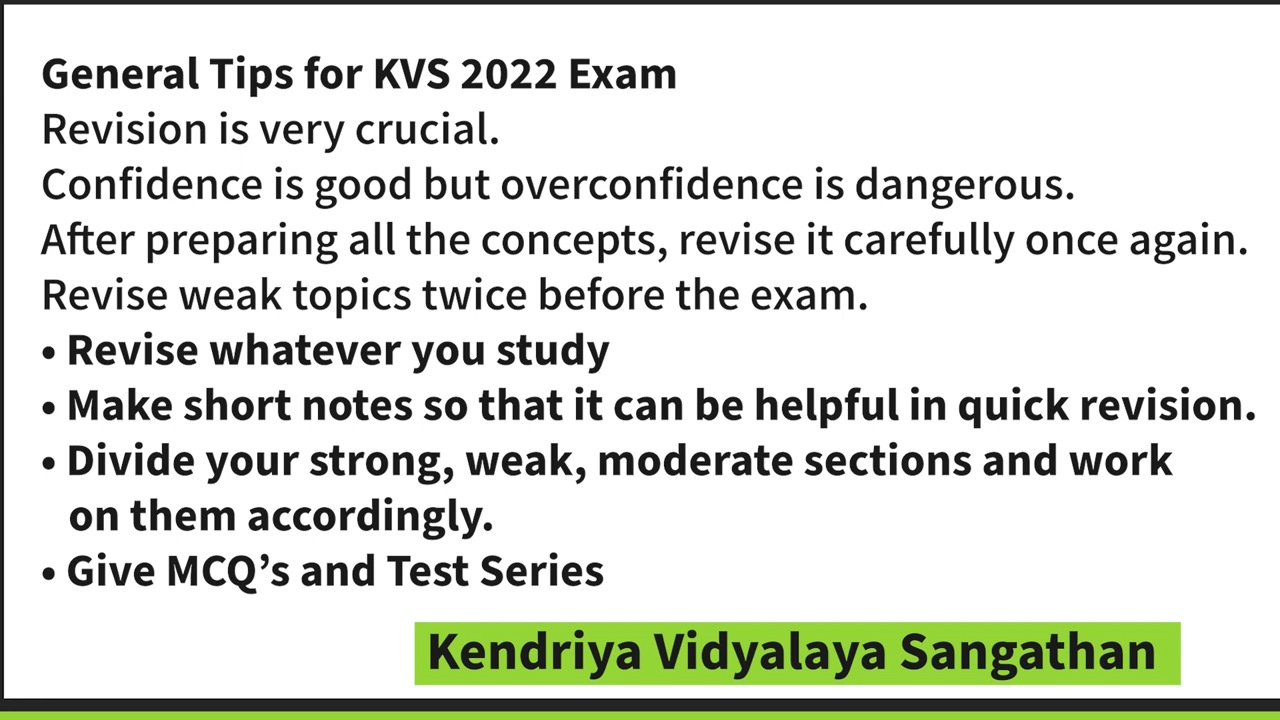 General Tips for KVS 2022 Exam
Revision is very crucial.
Confidence is good but overconfidence is dangerous.
After preparing all the concepts, revise it carefully once again.
Revise weak topics twice before the exam.
• Revise whatever you study
• Make short notes so that it can be helpful in quick revision.
• Divide your strong, weak, moderate sections and work
on them accordingly.
• Give MCQ’s and Test Series
Kendriya Vidyalaya Sangathan